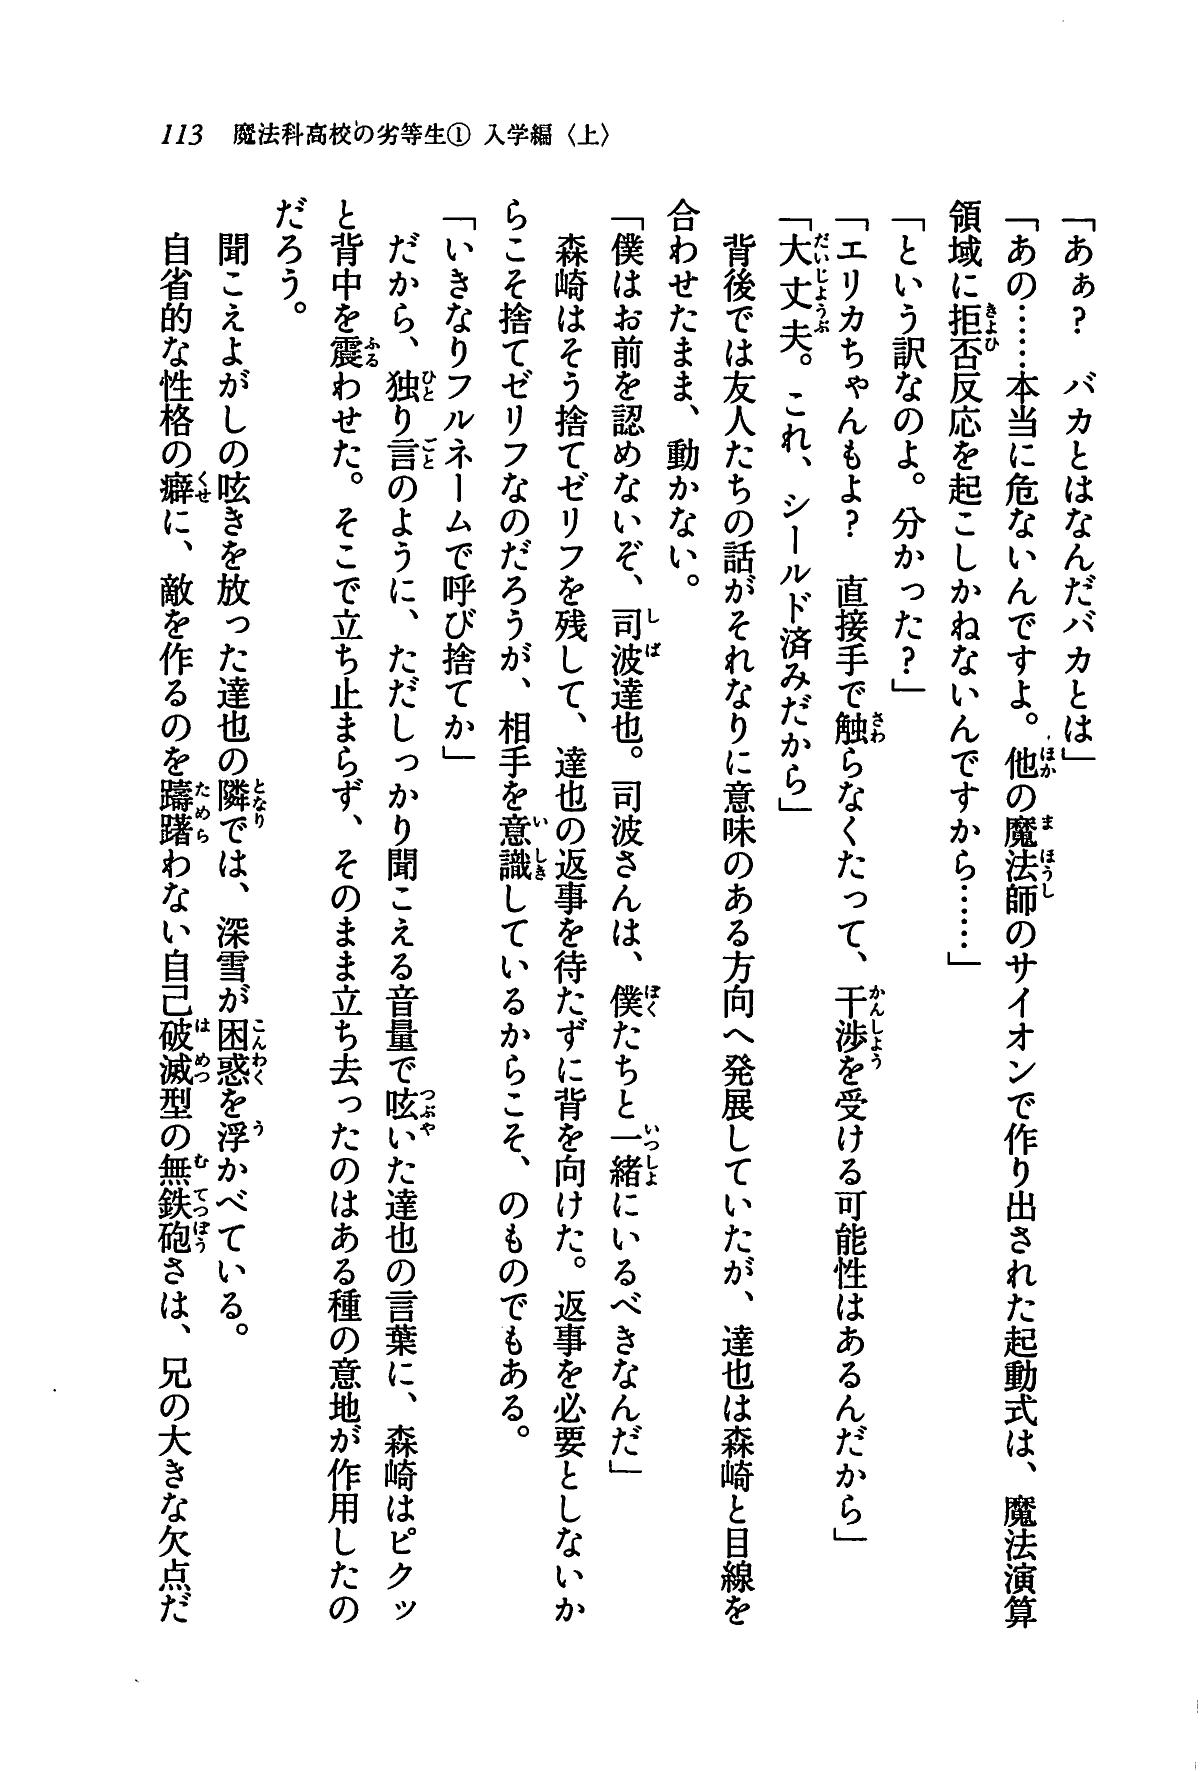 113　魔法科高校の劣等生① 入学編〈上〉
「あぁ？　バカとはなんだバカとは」
「あの……本当に危ないんですよ。他の魔法師のサイオンで作り出された起動式は、魔法演算
領域に拒否反応を起こしかねないんですから……」
「という訳なのよ。分かった？」
「エリカちゃんもよ？　直接手で触らなくたって、干渉を受ける可能性はあるんだから」
「大丈夫。これ、シールド済みだから」
　背後では友人たちの話がそれなりに意味のある方向へ発展していたが、達也は森崎と目線を
合わせたまま、動かない。
「僕はお前を認めないぞ、司波達也。司波さんは、僕たちと一緒にいるべきなんだ」
　森崎はそう捨てゼリフを残して、達也の返事を待たずに背を向けた。返事を必要としないか
らこそ捨てゼリフなのだろうが、相手を意識しているからこそ、のものでもある。
「いきなりフルネームで呼び捨てか」
　だから、独り言のように、ただしっかり聞こえる音量で呟いた達也の言葉に、森崎はピクッ
と背中を震わせた。そこで立ち止まらず、そのまま立ち去ったのはある種の意地が作用したの
だろう。
　聞こえよがしの呟きを放った達也の隣では、深雪が困惑を浮かべている。
　自省的な性格の癖に、敵を作るのを躊躇わない自己破滅型の無鉄砲さは、兄の大きな欠点だ